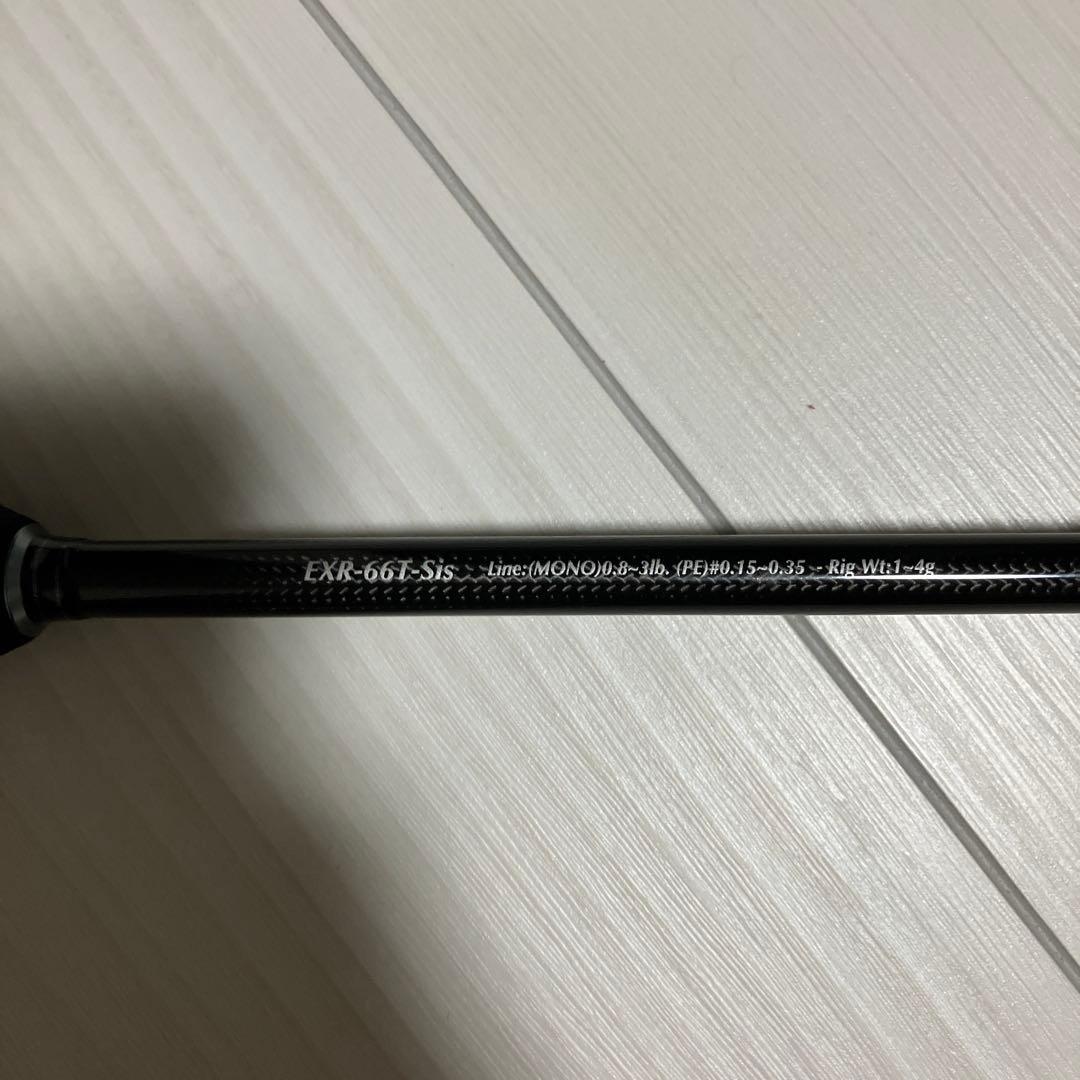 EXR-66T-Sis Line:(MONO)0.8~3lb. (PE)#0.15~0.35 - Rig Wt:1~4g